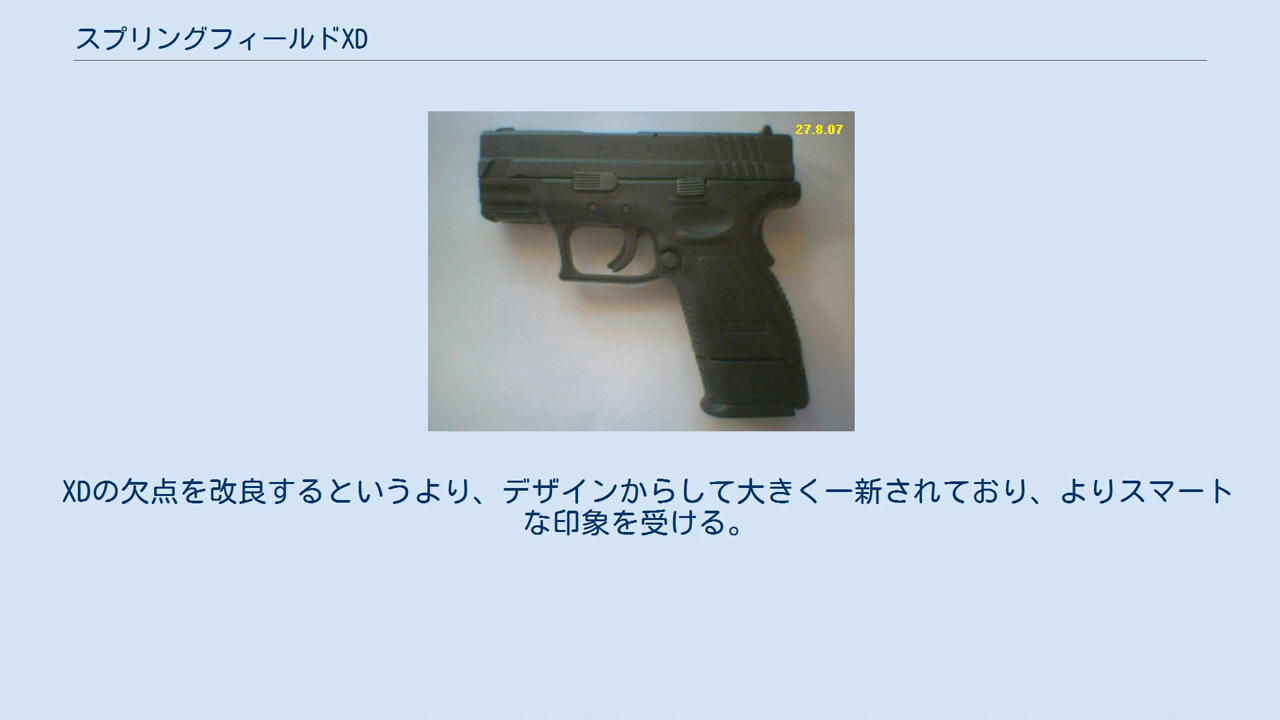 スプリングフィールドXD
27.8.07
XDの欠点を改良するというより、デザインからして大きく一新されており、よりスマート
な印象を受ける。